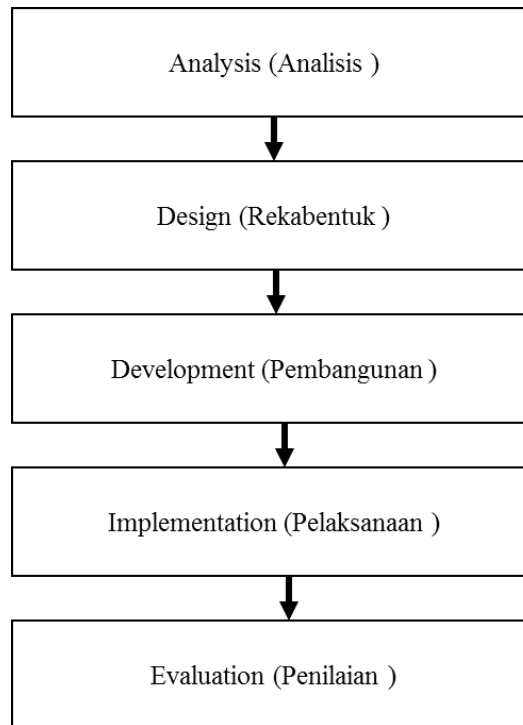 Analysis (Analisis )
Design (Rekabentuk )
Development (Pembangunan )
Implementation (Pelaksanaan )
Evaluation (Penilaian )